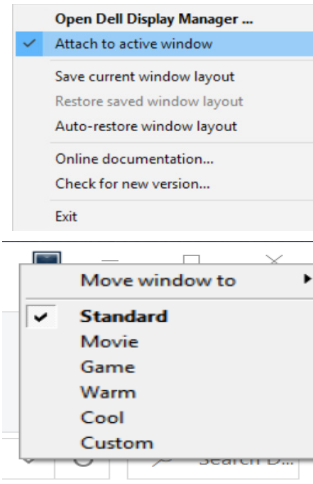 Open Dell Display Manager ...
Attach to active window
Save current window layout
Restore saved window layout
Auto-restore window layout
Online documentation...
Check for new version...
Exit
Move window to
Standard
Movie
Game
Warm
Cool
Custom
Search D...